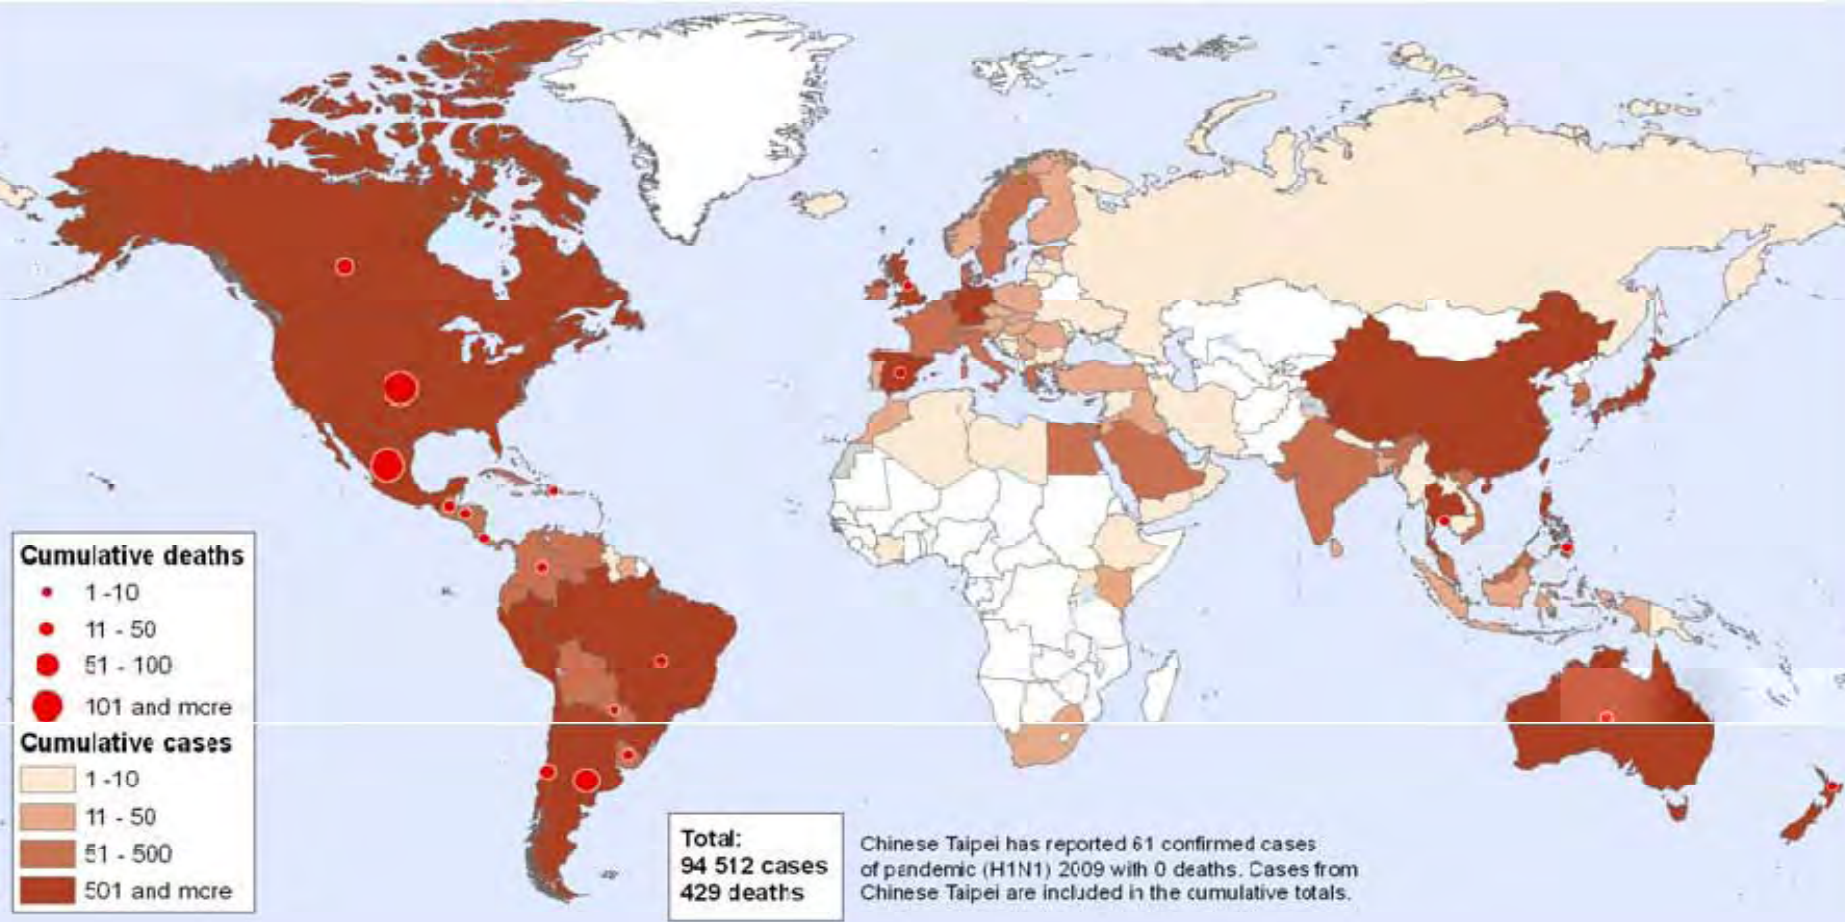 Cumulative deaths
1 -10
11 - 50
51 - 100
101 and more
Cumulative cases
1 -10
11 - 50
51 - 500
501 and more
Total:
94 512 cases
429 deaths
Chinese Taipei has reported 61 confirmed cases
of pandemic (H1N1) 2009 with 0 deaths. Cases from
Chinese Taipei are included in the cumulative totals.